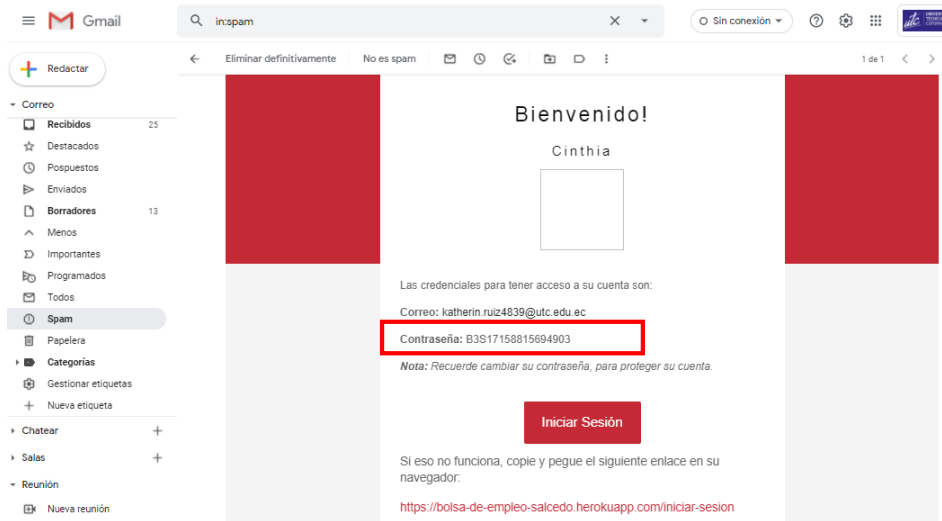 Gmail
in:spam
Sin conexión
Redactar
Eliminar definitivamente
No es spam
1 de 1
Correo
Recibidos 25
Destacados
Pospuestos
Enviados
Borradores 13
Menos
Importantes
Programados
Todos
Spam
Papelera
Categorías
Gestionar etiquetas
Nueva etiqueta
Chatear
Salas
Reunión
Nueva reunión
Bienvenido!
Cinthia
Las credenciales para tener acceso a su cuenta son:
Correo: katherin.ruiz4839@utc.edu.ec
Contraseña: B3S17158815694903
Nota: Recuerde cambiar su contraseña, para proteger su cuenta.
Iniciar Sesión
Si eso no funciona, copie y pegue el siguiente enlace en su
navegador:
https://bolsa-de-empleo-salcedo.herokuapp.com/iniciar-sesion